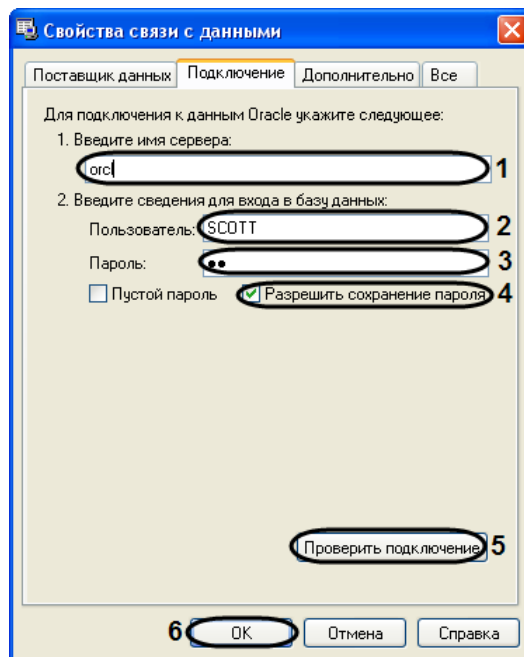 Свойства связи с данными
Поставщик данных Подключение Дополнительно Все
Для подключения к данным Oracle укажите следующее:
1. Введите имя сервера:
orcl 1
2. Введите сведения для входа в базу данных:
Пользователь: SCOTT 2
Пароль: •• 3
Пустой пароль Разрешить сохранение пароля 4
Проверить подключение 5
6 OK Отмена Справка